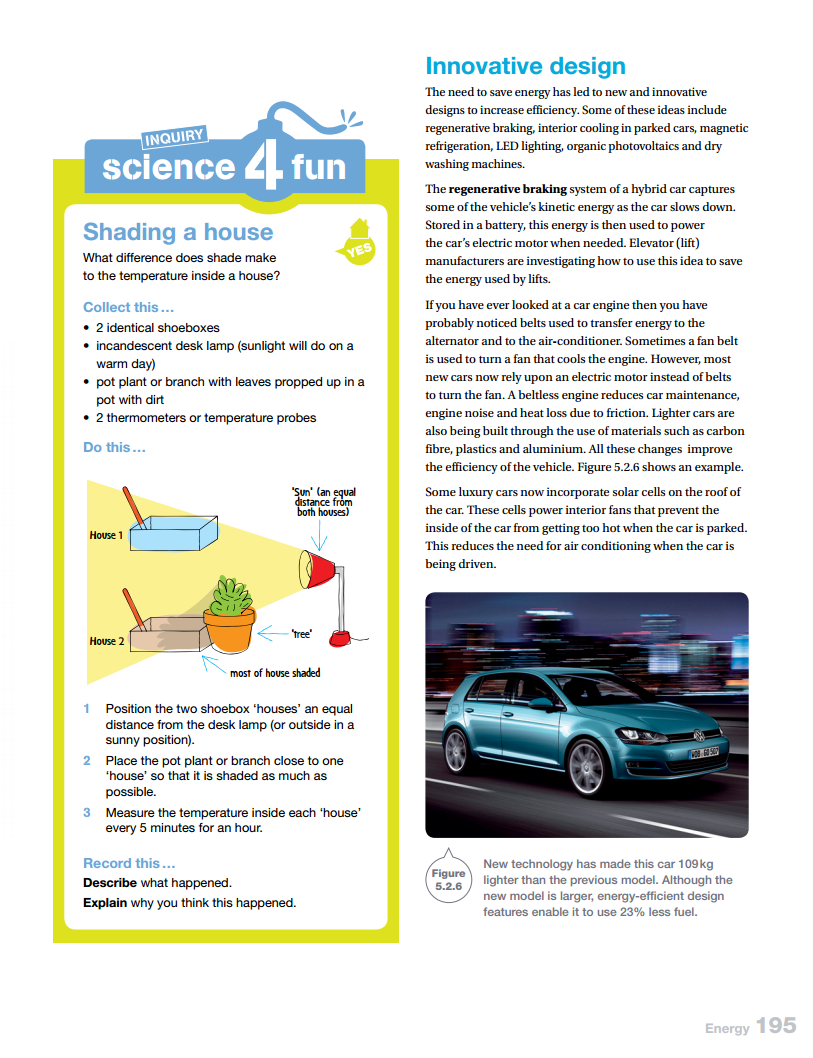 INQUIRY
science 4 fun
Shading a house
What difference does shade make
to the temperature inside a house?
YES
Collect this…
• 2 identical shoeboxes
• incandescent desk lamp (sunlight will do on a
warm day)
• pot plant or branch with leaves propped up in a
pot with dirt
• 2 thermometers or temperature probes
Do this…
'Sun' (an equal
distance from
both houses)
House 1
House 2
'tree'
most of house shaded
1 Position the two shoebox ‘houses’ an equal
distance from the desk lamp (or outside in a
sunny position).
2 Place the pot plant or branch close to one
‘house’ so that it is shaded as much as
possible.
3 Measure the temperature inside each ‘house’
every 5 minutes for an hour.
Record this…
Describe what happened.
Explain why you think this happened.
Innovative design
The need to save energy has led to new and innovative
designs to increase efficiency. Some of these ideas include
regenerative braking, interior cooling in parked cars, magnetic
refrigeration, LED lighting, organic photovoltaics and dry
washing machines.
The regenerative braking system of a hybrid car captures
some of the vehicle’s kinetic energy as the car slows down.
Stored in a battery, this energy is then used to power
the car’s electric motor when needed. Elevator (lift)
manufacturers are investigating how to use this idea to save
the energy used by lifts.
If you have ever looked at a car engine then you have
probably noticed belts used to transfer energy to the
alternator and to the air-conditioner. Sometimes a fan belt
is used to turn a fan that cools the engine. However, most
new cars now rely upon an electric motor instead of belts
to turn the fan. A beltless engine reduces car maintenance,
engine noise and heat loss due to friction. Lighter cars are
also being built through the use of materials such as carbon
fibre, plastics and aluminium. All these changes improve
the efficiency of the vehicle. Figure 5.2.6 shows an example.
Some luxury cars now incorporate solar cells on the roof of
the car. These cells power interior fans that prevent the
inside of the car from getting too hot when the car is parked.
This reduces the need for air conditioning when the car is
being driven.
Figure
5.2.6
New technology has made this car 109 kg
lighter than the previous model. Although the
new model is larger, energy-efficient design
features enable it to use 23% less fuel.
Energy 195